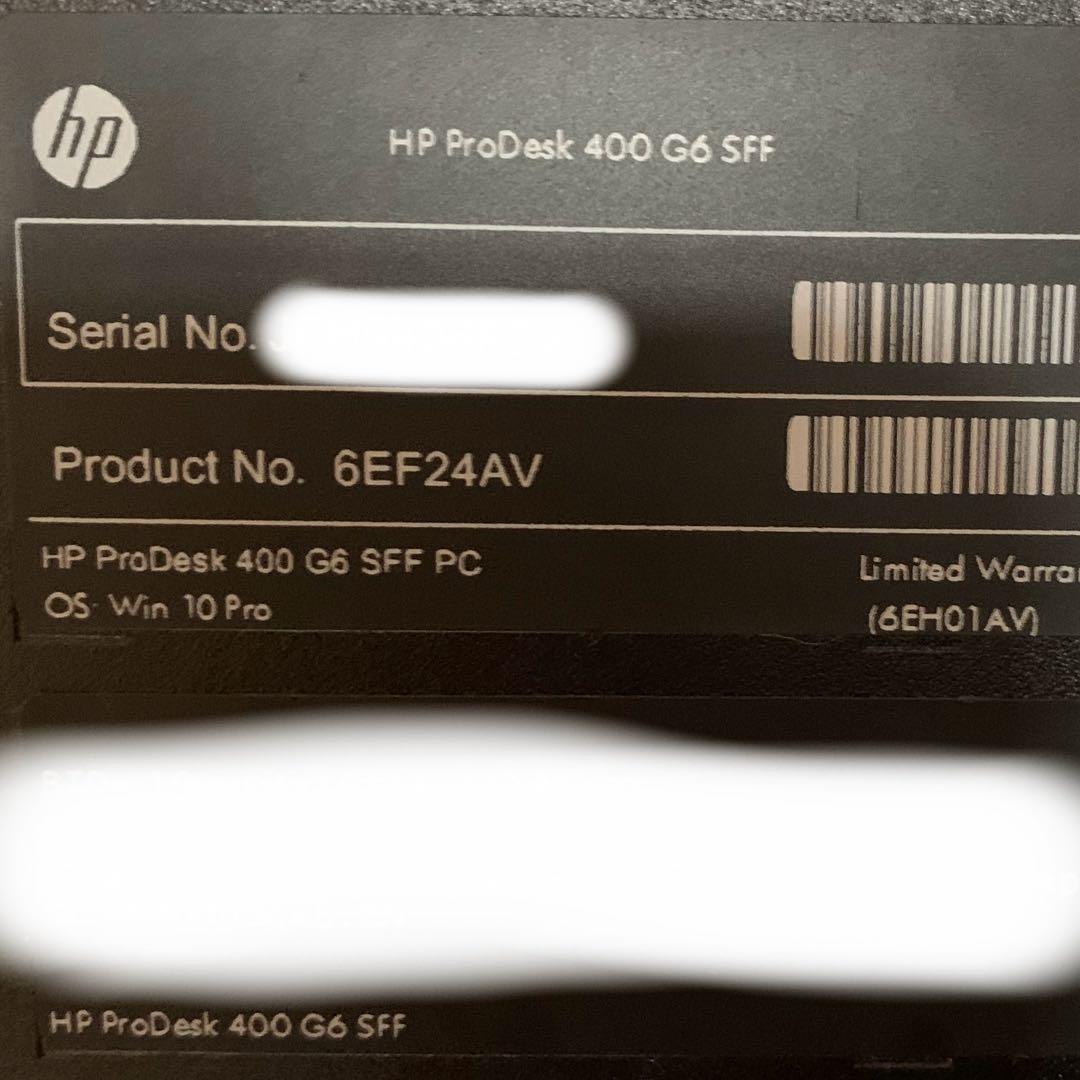 hp
HP ProDesk 400 G6 SFF
Serial No.
Product No. 6EF24AV
HP ProDesk 400 G6 SFF PC
OS: Win 10 Pro
Limited
(6EH01AV)
HP ProDesk 400 G6 SFF